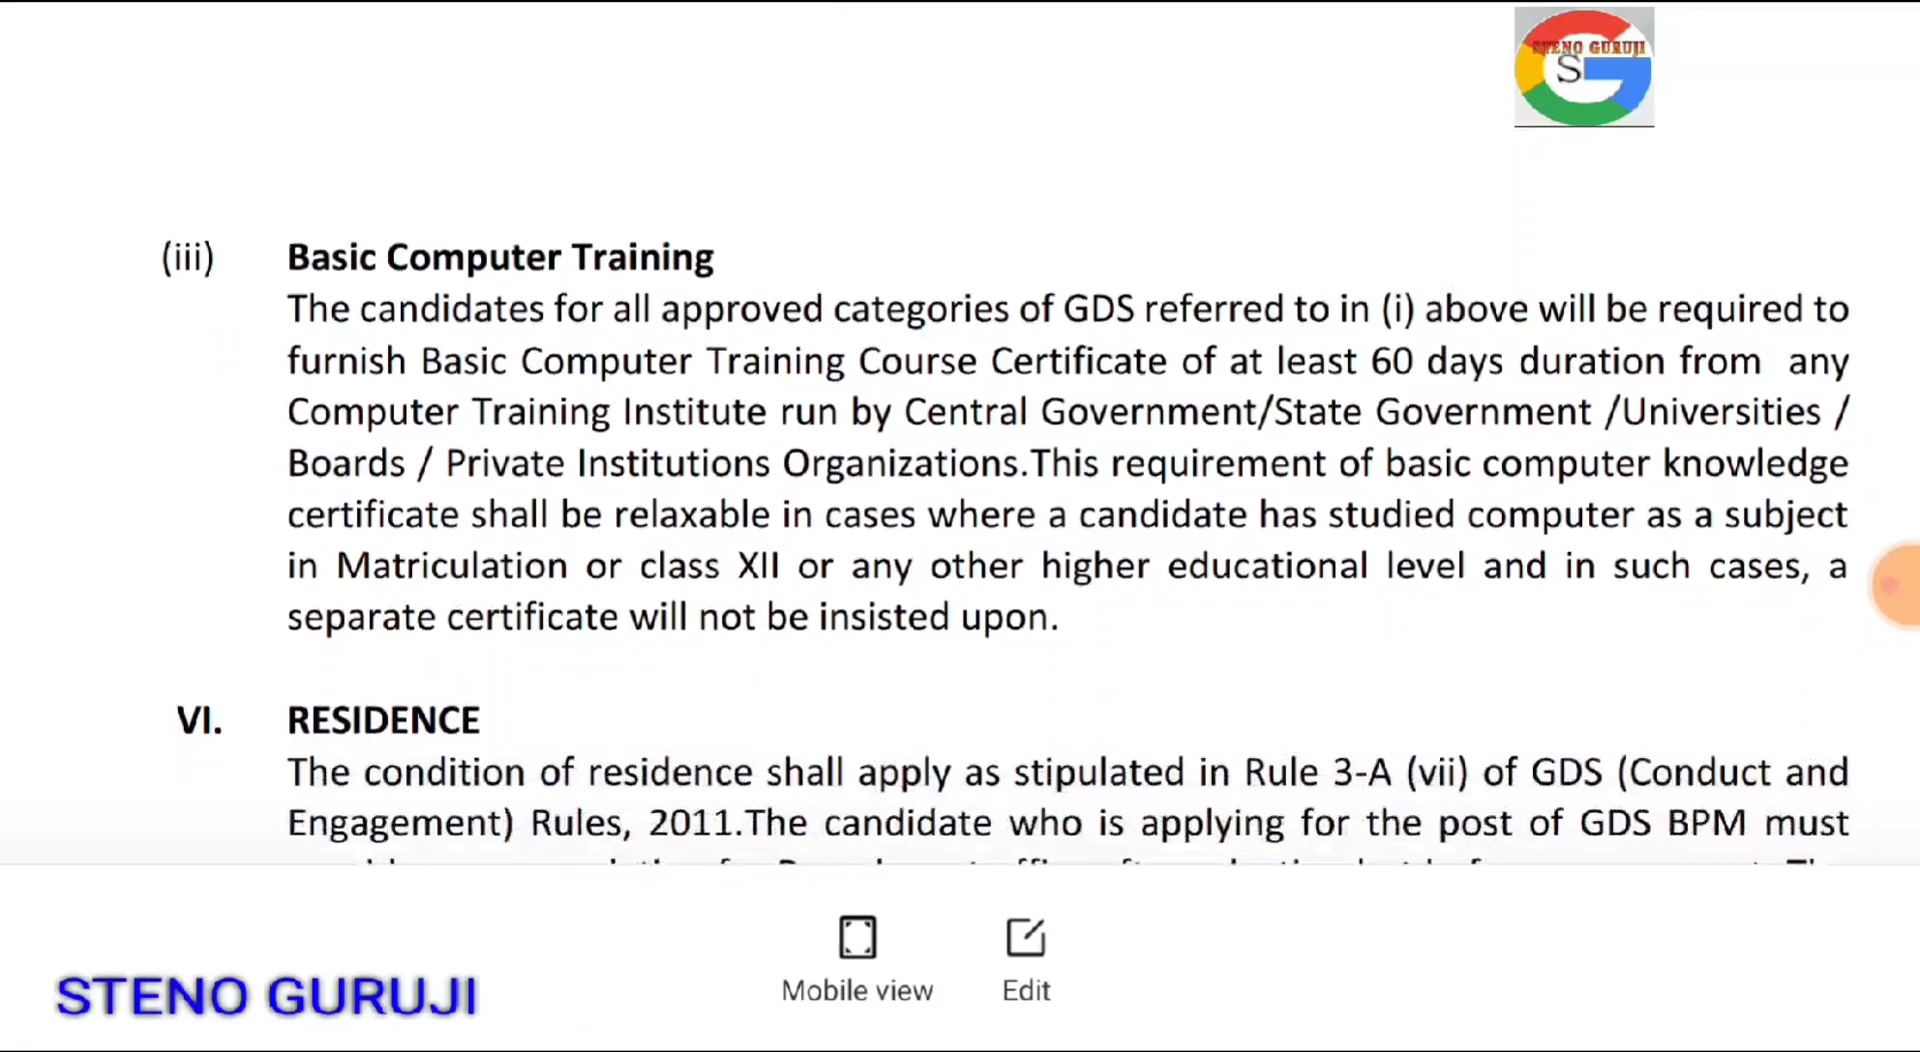 STENO GURUJI
S
(iii) Basic Computer Training
The candidates for all approved categories of GDS referred to in (i) above will be required to
furnish Basic Computer Training Course Certificate of at least 60 days duration from any
Computer Training Institute run by Central Government/State Government /Universities /
Boards / Private Institutions Organizations.This requirement of basic computer knowledge
certificate shall be relaxable in cases where a candidate has studied computer as a subject
in Matriculation or class XII or any other higher educational level and in such cases, a
separate certificate will not be insisted upon.
VI. RESIDENCE
The condition of residence shall apply as stipulated in Rule 3-A (vii) of GDS (Conduct and
Engagement) Rules, 2011.The candidate who is applying for the post of GDS BPM must
Mobile view Edit
STENO GURUJI